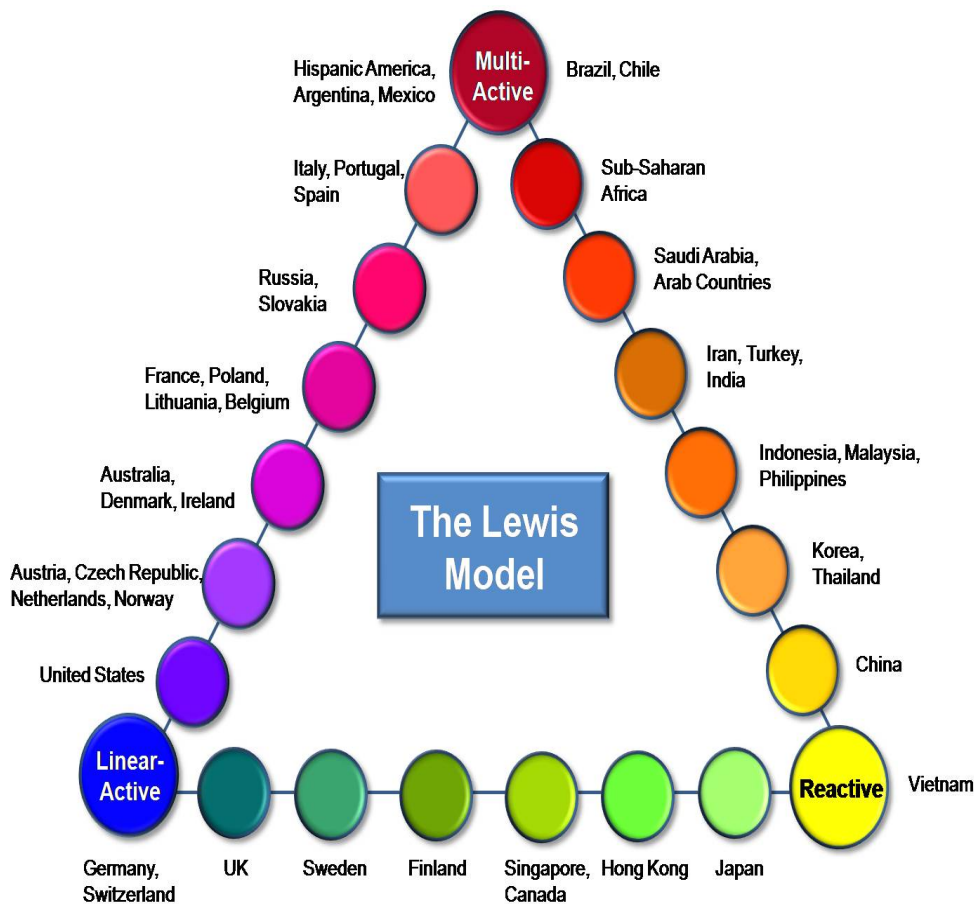 Multi-
Active
Hispanic America,
Argentina, Mexico
Brazil, Chile
Italy, Portugal,
Spain
Sub-Saharan
Africa
Russia,
Slovakia
Saudi Arabia,
Arab Countries
France, Poland,
Lithuania, Belgium
Iran, Turkey,
India
Australia,
Denmark, Ireland
Indonesia, Malaysia,
Philippines
The Lewis
Model
Austria, Czech Republic,
Netherlands, Norway
Korea,
Thailand
United States
China
Linear-
Active
Reactive
Vietnam
Germany,
Switzerland
UK
Sweden
Finland
Singapore,
Canada
Hong Kong
Japan